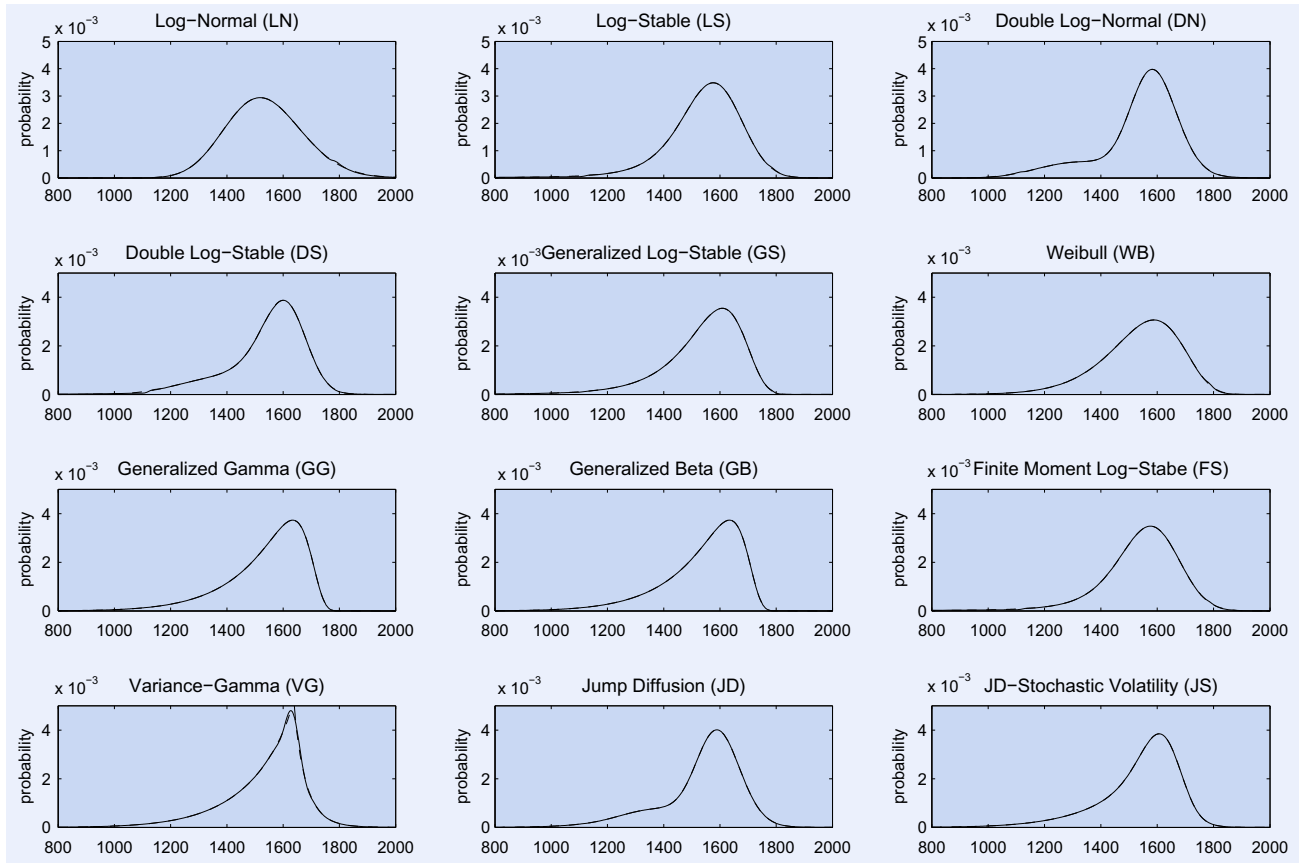 x 10−3 Log−Normal (LN)
5
4
3
2
1
0
probability
800 1000 1200 1400 1600 1800 2000
x 10−3 Log−Stable (LS)
5
4
3
2
1
0
probability
800 1000 1200 1400 1600 1800 2000
x 10−3 Double Log−Normal (DN)
5
4
3
2
1
0
probability
800 1000 1200 1400 1600 1800 2000
x 10−3 Double Log−Stable (DS)
4
2
0
probability
800 1000 1200 1400 1600 1800 2000
x 10−3 Generalized Log−Stable (GS)
4
2
0
probability
800 1000 1200 1400 1600 1800 2000
x 10−3 Weibull (WB)
4
2
0
probability
800 1000 1200 1400 1600 1800 2000
x 10−3 Generalized Gamma (GG)
4
2
0
probability
800 1000 1200 1400 1600 1800 2000
x 10−3 Generalized Beta (GB)
4
2
0
probability
800 1000 1200 1400 1600 1800 2000
x 10−3 Finite Moment Log−Stabe (FS)
4
2
0
probability
800 1000 1200 1400 1600 1800 2000
x 10−3 Variance−Gamma (VG)
4
2
0
probability
800 1000 1200 1400 1600 1800 2000
x 10−3 Jump Diffusion (JD)
4
2
0
probability
800 1000 1200 1400 1600 1800 2000
x 10−3 JD−Stochastic Volatility (JS)
4
2
0
probability
800 1000 1200 1400 1600 1800 2000